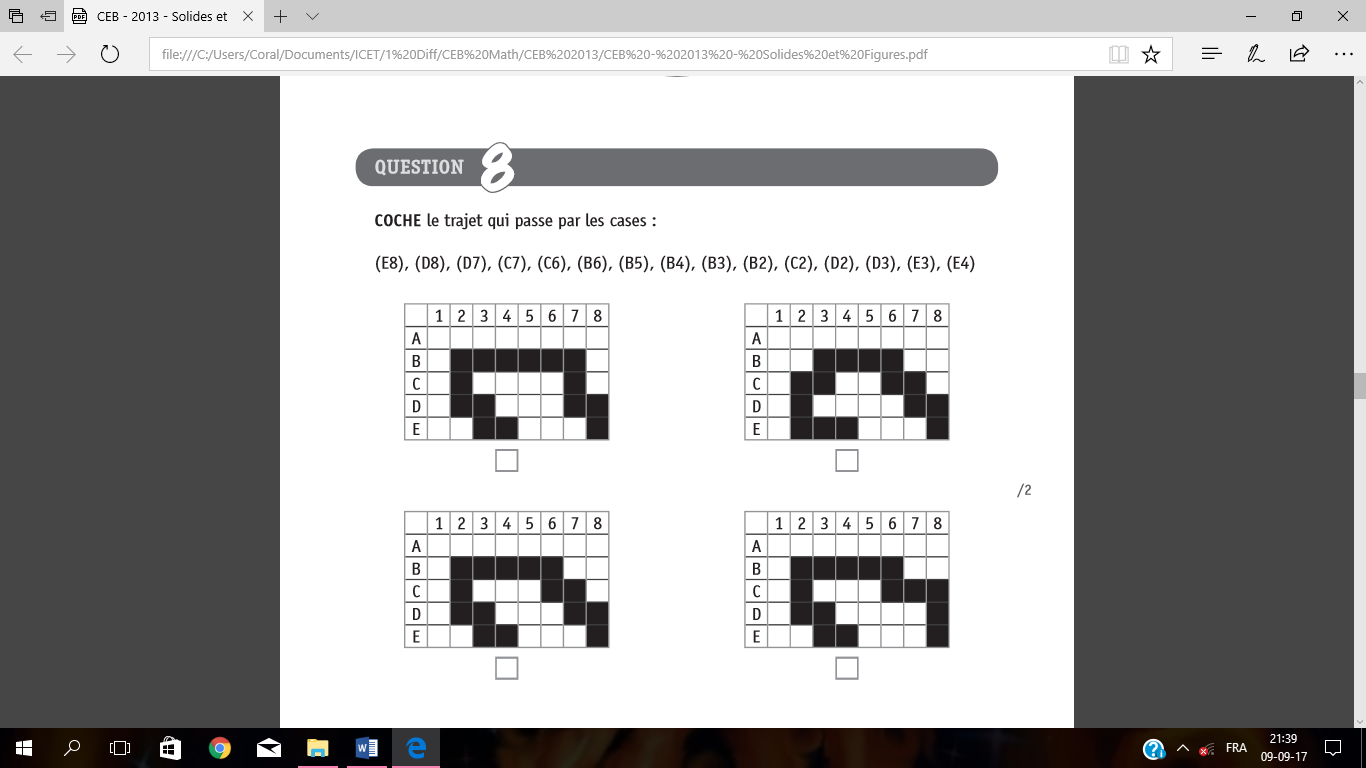 CEB - 2013 - Solides et
file:///C:/Users/Coral/Documents/ICET/1%20Diff/CEB%20Math/CEB%202013/CEB%20-%202013%20-%20Solides%20et%20Figures.pdf
QUESTION 8
COCHE le trajet qui passe par les cases :
(E8), (D8), (D7), (C7), (C6), (B6), (B5), (B4), (B3), (B2), (C2), (D2), (D3), (E3), (E4)
1 2 3 4 5 6 7 8
A
B
C
D
E
1 2 3 4 5 6 7 8
A
B
C
D
E
/2
1 2 3 4 5 6 7 8
A
B
C
D
E
1 2 3 4 5 6 7 8
A
B
C
D
E
FRA
21:39
09-09-17